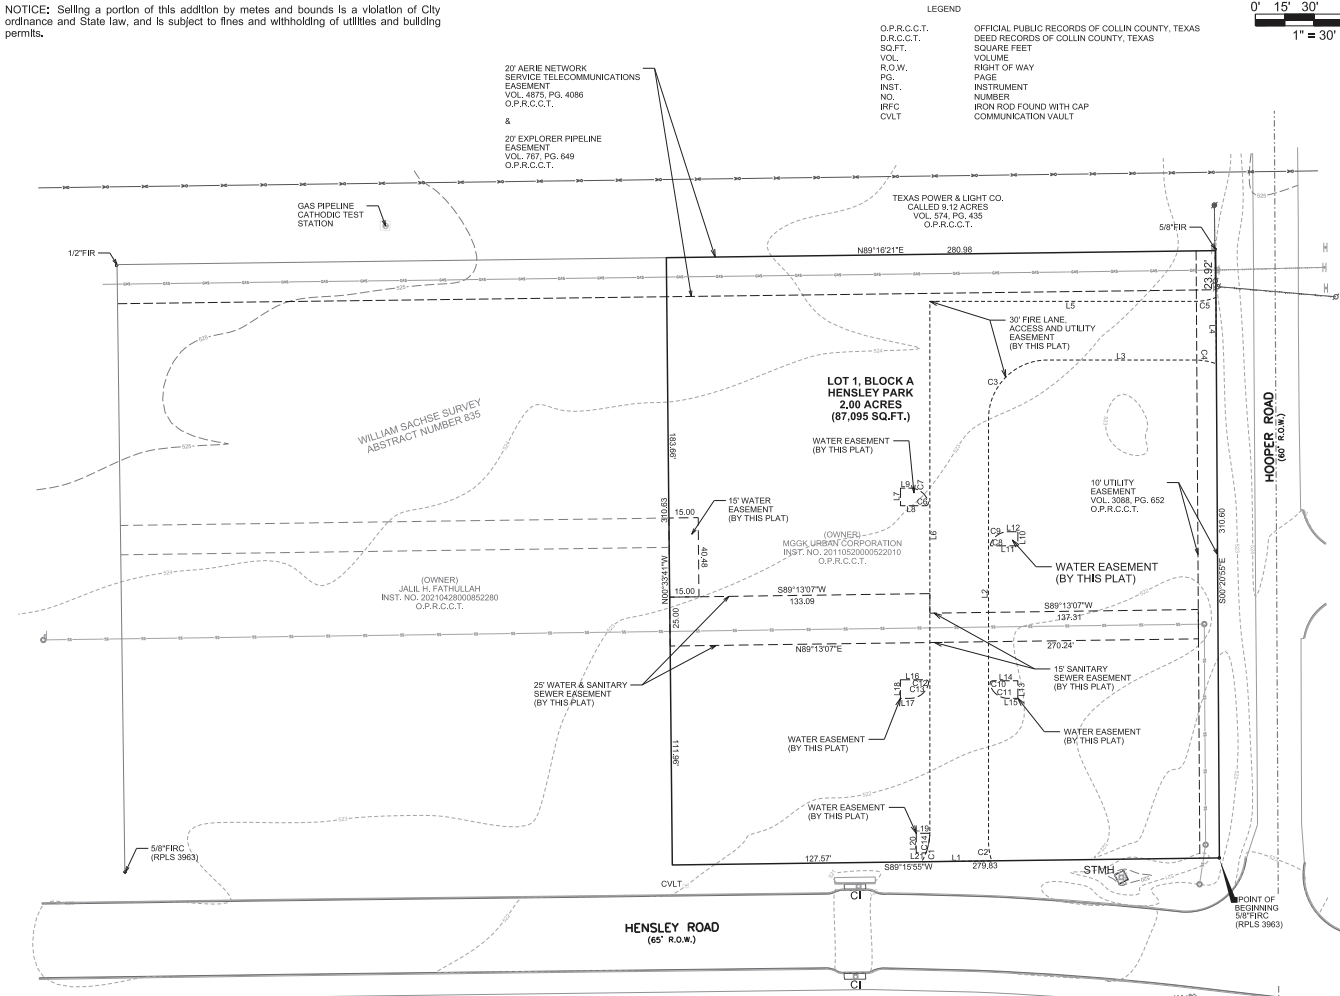 NOTICE: Selling a portion of this addition by metes and bounds is a violation of City
ordinance and State law, and is subject to fines and withholding of utilities and building
permits.
LEGEND
O.P.R.C.C.T. OFFICIAL PUBLIC RECORDS OF COLLIN COUNTY, TEXAS
D.R.C.C.T. DEED RECORDS OF COLLIN COUNTY, TEXAS
SQ.FT. SQUARE FEET
VOL. VOLUME
R.O.W. RIGHT OF WAY
PG. PAGE
INST. INSTRUMENT
NO. NUMBER
IRFC IRON ROD FOUND WITH CAP
CVLT COMMUNICATION VAULT
0' 15' 30'
1" = 30'
20' AERIE NETWORK
SERVICE TELECOMMUNICATIONS
EASEMENT
VOL. 4875, PG. 4086
O.P.R.C.C.T.
&
20' EXPLORER PIPELINE
EASEMENT
VOL. 767, PG. 649
O.P.R.C.C.T.
GAS PIPELINE
CATHODIC TEST
STATION
TEXAS POWER & LIGHT CO.
CALLED 9.12 ACRES
VOL. 574, PG. 435
O.P.R.C.C.T.
1/2"FIR
5/8"FIR
N89°16'21"E 280.98
23.92'
L5
C5
L4
30' FIRE LANE,
ACCESS AND UTILITY
EASEMENT
(BY THIS PLAT)
L3
C4
C3
LOT 1, BLOCK A
HENSLEY PARK
2.00 ACRES
(87,095 SQ.FT.)
WILLIAM SACHSE SURVEY
ABSTRACT NUMBER 835
HOOPER ROAD
(60' R.O.W.)
183.66'
WATER EASEMENT
(BY THIS PLAT)
L9
C7
L7
C6
L8
10' UTILITY
EASEMENT
VOL. 3088, PG. 652
O.P.R.C.C.T.
15' WATER
EASEMENT
(BY THIS PLAT)
15.00
310.63
310.60
(OWNER)
MGGK URBAN CORPORATION
INST. NO. 20110520000522010
O.P.R.C.C.T.
L6
C9
L12
L10
C8
L11
40.48
WATER EASEMENT
(BY THIS PLAT)
(OWNER)
JALIL H. FATHULLAH
INST. NO. 20210428000852280
O.P.R.C.C.T.
N00°33'41"W
15.00
S89°13'07"W
133.09
L2
S00°20'55"E
S89°13'07"W
137.31
25.00
N89°13'07"E
270.24'
15' SANITARY
SEWER EASEMENT
(BY THIS PLAT)
25' WATER & SANITARY
SEWER EASEMENT
(BY THIS PLAT)
L16
C12
L18
C13
L17
L14
C10
L13
C11
L15
WATER EASEMENT
(BY THIS PLAT)
WATER EASEMENT
(BY THIS PLAT)
111.96'
WATER EASEMENT
(BY THIS PLAT)
L19
L20
C14
C1
L1
C2
127.57'
S89°15'55"W 279.83
5/8"FIRC
(RPLS 3963)
CVLT
STMH
CI
POINT OF
BEGINNING
5/8"FIRC
(RPLS 3963)
HENSLEY ROAD
(65' R.O.W.)
CI